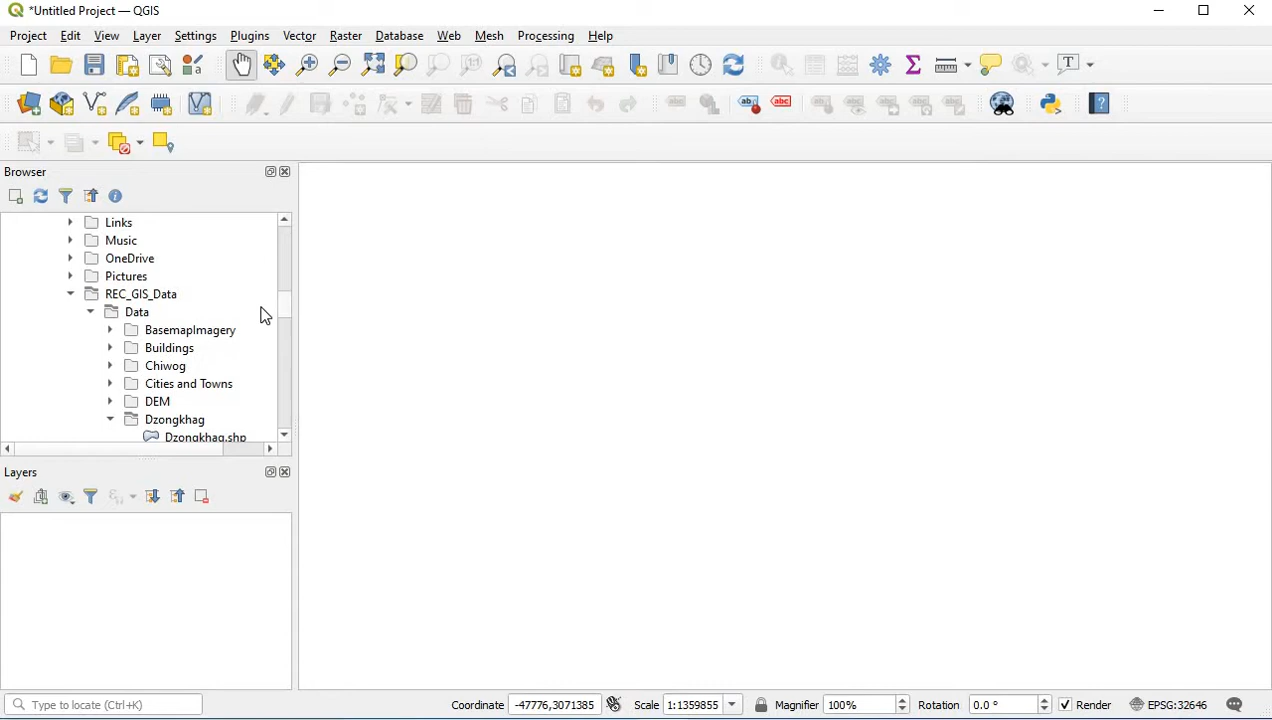 *Untitled Project — QGIS
Project Edit View Layer Settings Plugins Vector Raster Database Web Mesh Processing Help
Browser
Links
Music
OneDrive
Pictures
REC_GIS_Data
Data
BasemapImagery
Buildings
Chiwog
Cities and Towns
DEM
Dzongkhag
Dzongkhag.shp
Layers
Type to locate (Ctrl+K) Coordinate -47776,3071385 Scale 1:1359855 Magnifier 100% Rotation 0.0 ° Render EPSG:32646